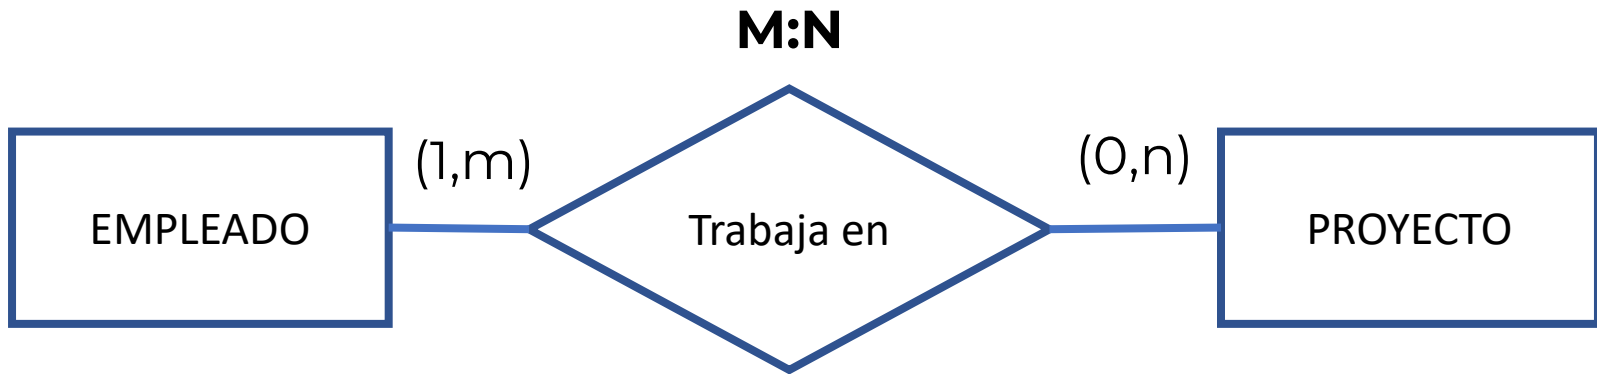 M:N
EMPLEADO
(1,m)
Trabaja en
(0,n)
PROYECTO